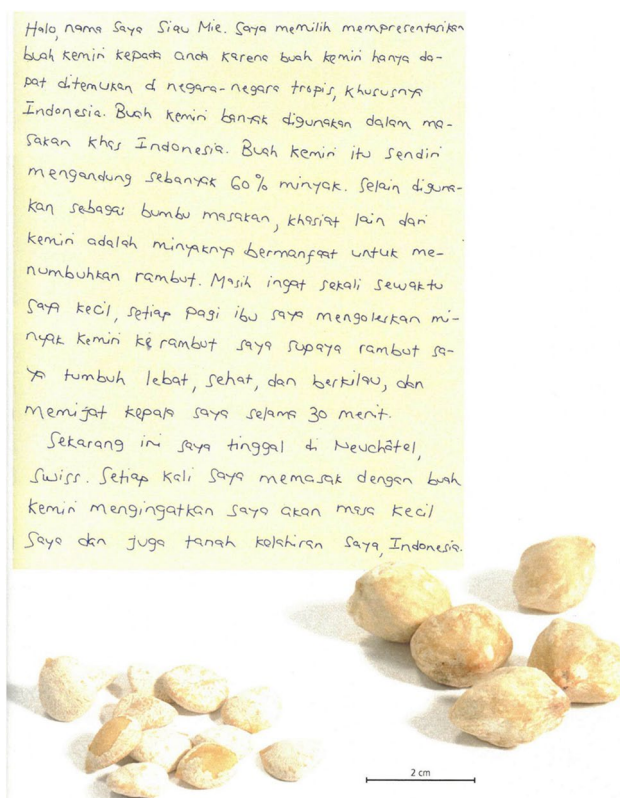 Halo, nama saya Siau Mie. Saya memilih mempresentasikan
buah kemiri kepada anda karena buah kemiri hanya da-
pat ditemukan di negara-negara tropis, khususnya
Indonesia. Buah kemiri banyak digunakan dalam ma-
sakan khas Indonesia. Buah kemiri itu sendiri
mengandung sebanyak 60% minyak. Selain diguna-
kan sebagai bumbu masakan, khasiat lain dari
kemiri adalah minyaknya bermanfaat untuk me-
numbuhkan rambut. Masih ingat sekali sewaktu
saya kecil, setiap pagi ibu saya mengoleskan mi-
nyak kemiri ke rambut saya supaya rambut sa-
ya tumbuh lebat, sehat, dan berkilau, dan
memijat kepala saya selama 30 menit.
Sekarang ini saya tinggal di Neuchâtel,
Swiss. Setiap kali saya memasak dengan buah
kemiri mengingatkan saya akan masa kecil
saya dan juga tanah kelahiran saya, Indonesia.
2 cm